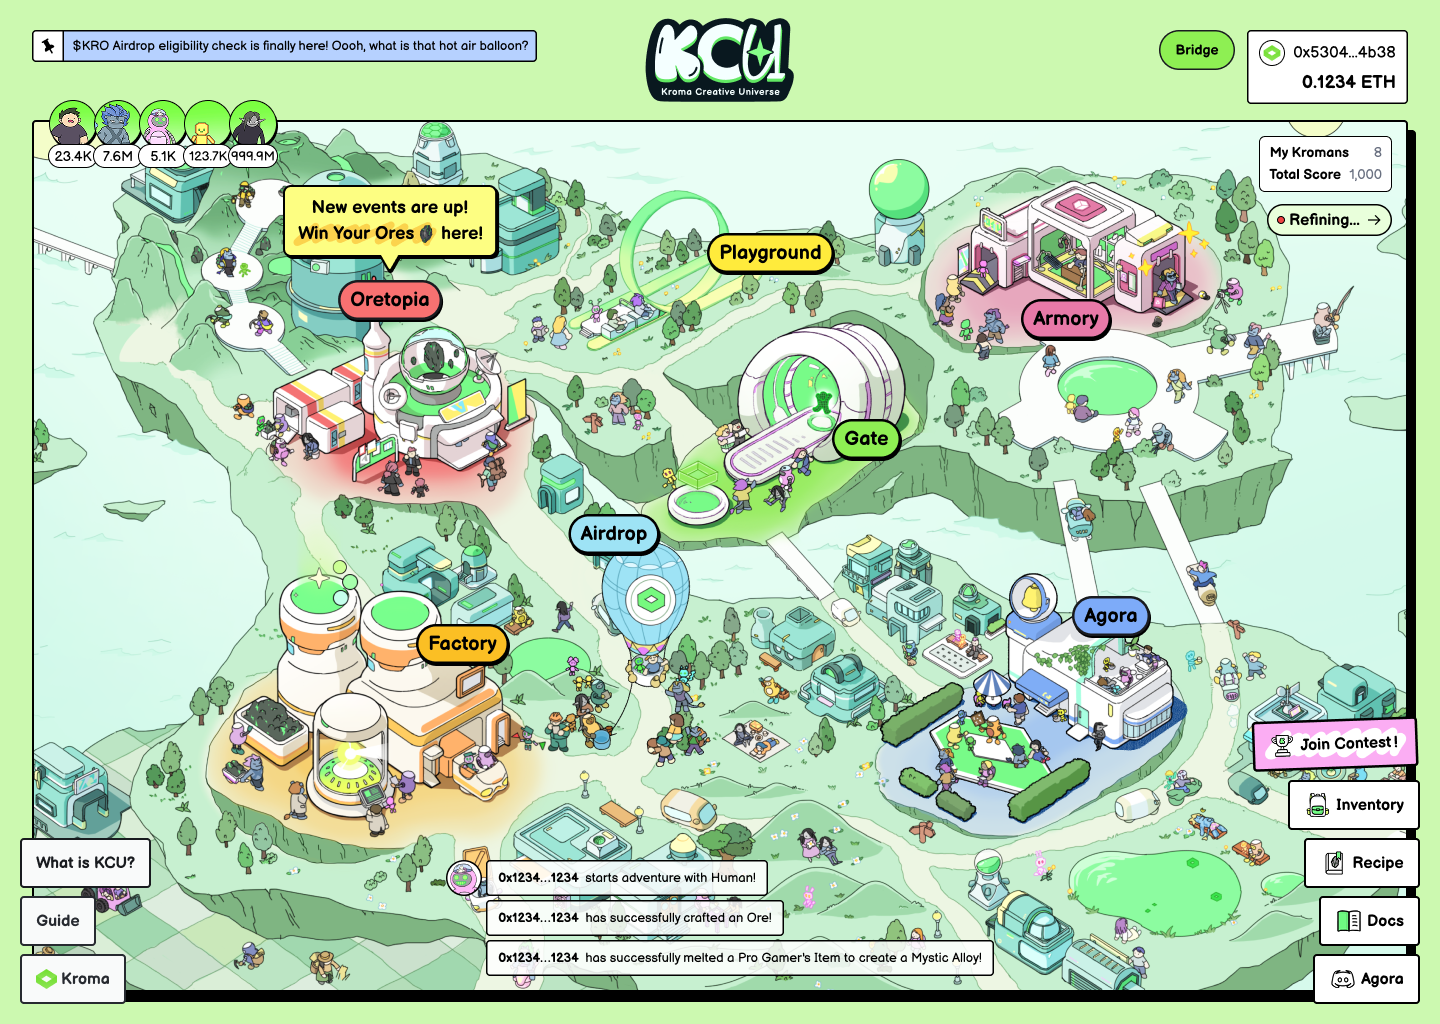 $KRO Airdrop eligibility check is finally here! Oooh, what is that hot air balloon?
KCU
Kroma Creative Universe
Bridge
0x5304...4b38
0.1234 ETH
23.4K
7.6M
5.1K
123.7K
999.9M
My Kromans 8
Total Score 1,000
Refining...
New events are up!
Win Your Ores here!
Playground
Oretopia
Armory
Gate
Airdrop
Agora
Factory
Join Contest!
Inventory
Recipe
Docs
Agora
What is KCU?
Guide
Kroma
0x1234...1234 starts adventure with Human!
0x1234...1234 has successfully crafted an Ore!
0x1234...1234 has successfully melted a Pro Gamer's Item to create a Mystic Alloy!